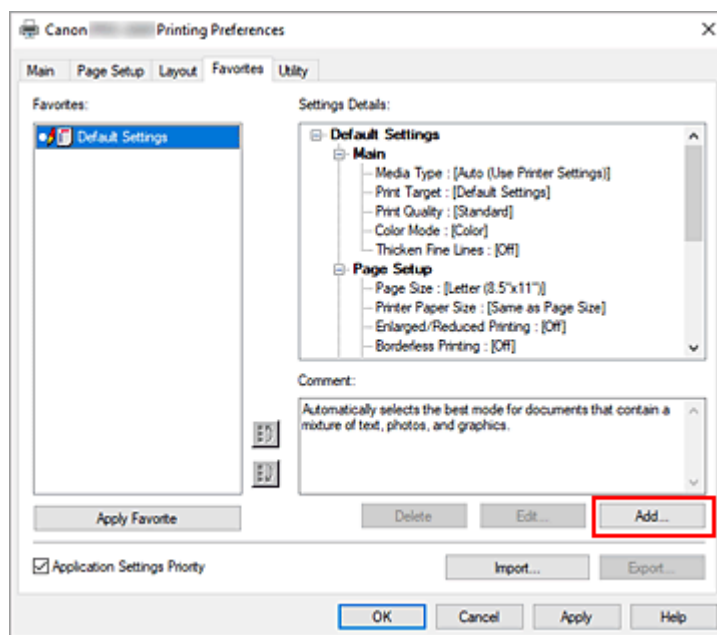 Canon Printing Preferences
Main Page Setup Layout Favorites Utility
Favorites:
Default Settings
Apply Favorite
Settings Details:
Default Settings
Main
Media Type : [Auto (Use Printer Settings)]
Print Target : [Default Settings]
Print Quality : [Standard]
Color Mode : [Color]
Thicken Fine Lines : [Off]
Page Setup
Page Size : [Letter (8.5"x11")]
Printer Paper Size : [Same as Page Size]
Enlarged/Reduced Printing : [Off]
Borderless Printing : [Off]
Comment:
Automatically selects the best mode for documents that contain a
mixture of text, photos, and graphics.
Delete Edit... Add...
Application Settings Priority
Import... Export...
OK Cancel Apply Help